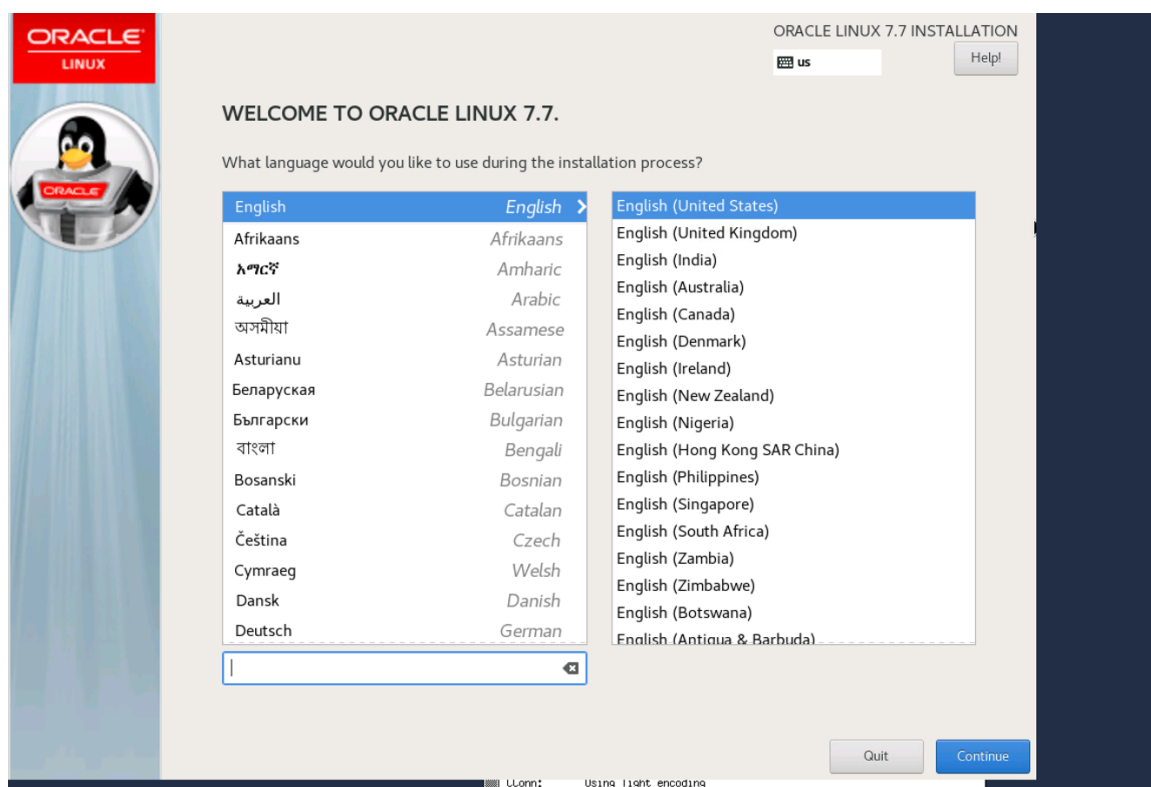 ORACLE
LINUX
ORACLE
ORACLE LINUX 7.7 INSTALLATION
us
Help!
WELCOME TO ORACLE LINUX 7.7.
What language would you like to use during the installation process?
English English
Afrikaans Afrikaans
አማርኛ Amharic
العربية Arabic
অসমীয়া Assamese
Asturianu Asturian
Беларуская Belarusian
Български Bulgarian
বাংলা Bengali
Bosanski Bosnian
Català Catalan
Čeština Czech
Cymraeg Welsh
Dansk Danish
Deutsch German
English (United States)
English (United Kingdom)
English (India)
English (Australia)
English (Canada)
English (Denmark)
English (Ireland)
English (New Zealand)
English (Nigeria)
English (Hong Kong SAR China)
English (Philippines)
English (Singapore)
English (South Africa)
English (Zambia)
English (Zimbabwe)
English (Botswana)
English (Antigua & Barbuda)
Quit
Continue
CConn: Using Tight encoding